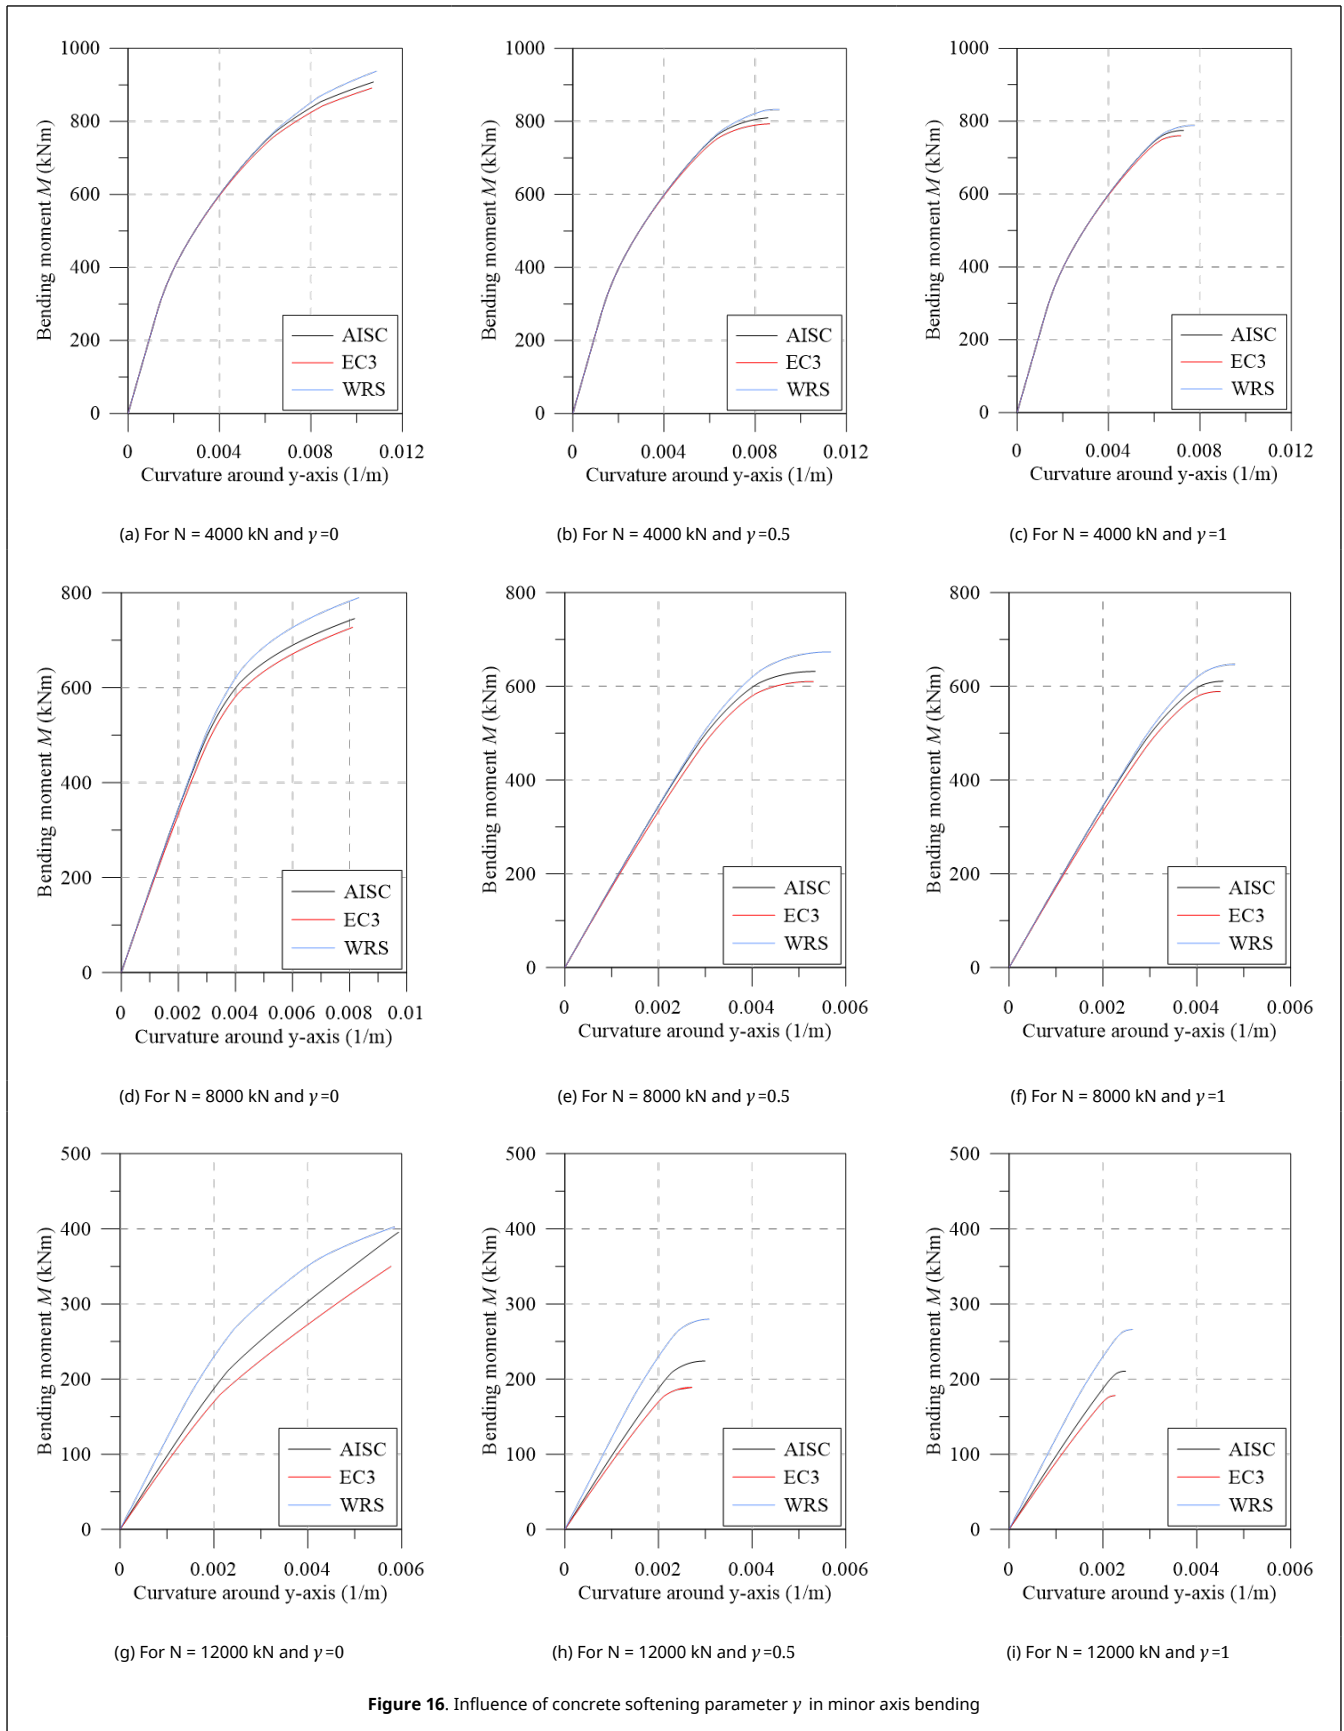 1000
800
600
400
200
0
Bending moment M (kNm)
AISC
EC3
WRS
0 0.004 0.008 0.012
Curvature around y-axis (1/m)
(a) For N = 4000 kN and γ=0
1000
800
600
400
200
0
Bending moment M (kNm)
AISC
EC3
WRS
0 0.004 0.008 0.012
Curvature around y-axis (1/m)
(b) For N = 4000 kN and γ=0.5
1000
800
600
400
200
0
Bending moment M (kNm)
AISC
EC3
WRS
0 0.004 0.008 0.012
Curvature around y-axis (1/m)
(c) For N = 4000 kN and γ=1
800
600
400
200
0
Bending moment M (kNm)
AISC
EC3
WRS
0 0.002 0.004 0.006 0.008 0.01
Curvature around y-axis (1/m)
(d) For N = 8000 kN and γ=0
800
600
400
200
0
Bending moment M (kNm)
AISC
EC3
WRS
0 0.002 0.004 0.006
Curvature around y-axis (1/m)
(e) For N = 8000 kN and γ=0.5
800
600
400
200
0
Bending moment M (kNm)
AISC
EC3
WRS
0 0.002 0.004 0.006
Curvature around y-axis (1/m)
(f) For N = 8000 kN and γ=1
500
400
300
200
100
0
Bending moment M (kNm)
AISC
EC3
WRS
0 0.002 0.004 0.006
Curvature around y-axis (1/m)
(g) For N = 12000 kN and γ=0
500
400
300
200
100
0
Bending moment M (kNm)
AISC
EC3
WRS
0 0.002 0.004 0.006
Curvature around y-axis (1/m)
(h) For N = 12000 kN and γ=0.5
500
400
300
200
100
0
Bending moment M (kNm)
AISC
EC3
WRS
0 0.002 0.004 0.006
Curvature around y-axis (1/m)
(i) For N = 12000 kN and γ=1
Figure 16. Influence of concrete softening parameter γ in minor axis bending